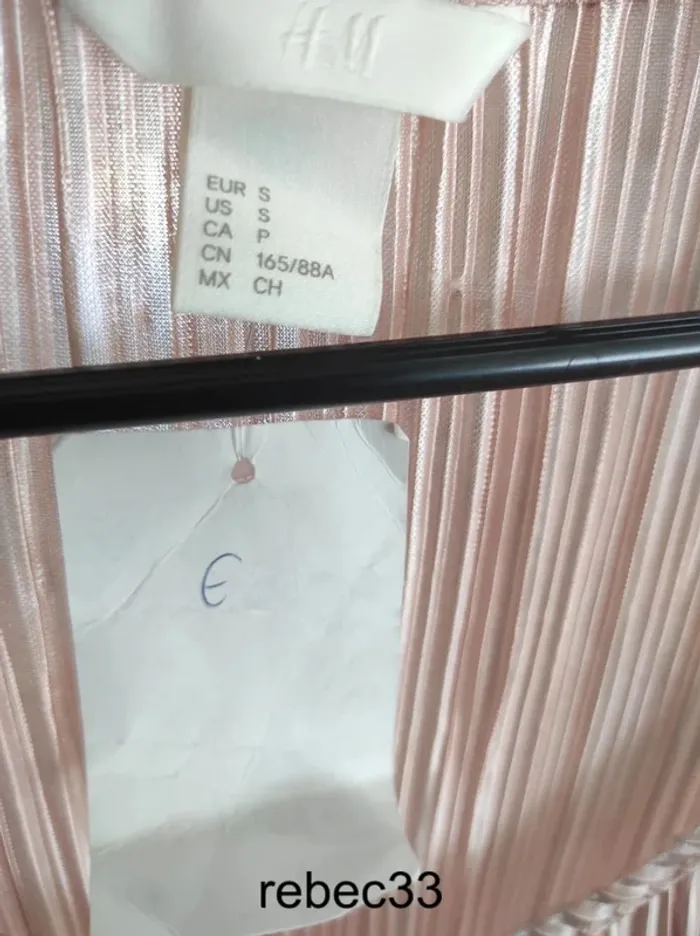 H&M
EUR S
US S
CA P
CN 165/88A
MX CH
€
rebec33